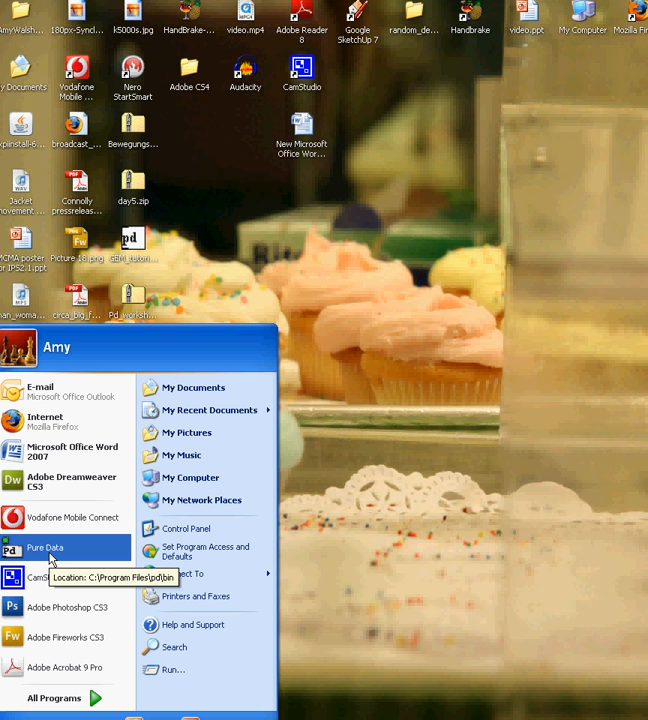 180px-Syncl...
k5000s.jpg
HandBrake-...
video.mp4
Adobe Reader
8
Google
SketchUp 7
random_de...
Handbrake
video.ppt
My Computer
Mozilla Fir
y Documents
Vodafone
Mobile ...
Nero
StartSmart
Adobe CS4
Audacity
CamStudio
broadcast_...
Bewegungs...
New Microsoft
Office Wor...
Jacket
Connolly
pressreleas...
day5.zip
MCMA poster
or IPS2.1.ppt
Picture 18.png
circa_big_f...
Pd_worksh...
Amy
E-mail
Microsoft Office Outlook
Internet
Mozilla Firefox
Microsoft Office Word
2007
Adobe Dreamweaver
CS3
Vodafone Mobile Connect
Pure Data
Location: C:\Program Files\pd\bin
Adobe Photoshop CS3
Adobe Fireworks CS3
Adobe Acrobat 9 Pro
All Programs
My Documents
My Recent Documents
My Pictures
My Music
My Computer
My Network Places
Control Panel
Set Program Access and
Defaults
ect To
Printers and Faxes
Help and Support
Search
Run...